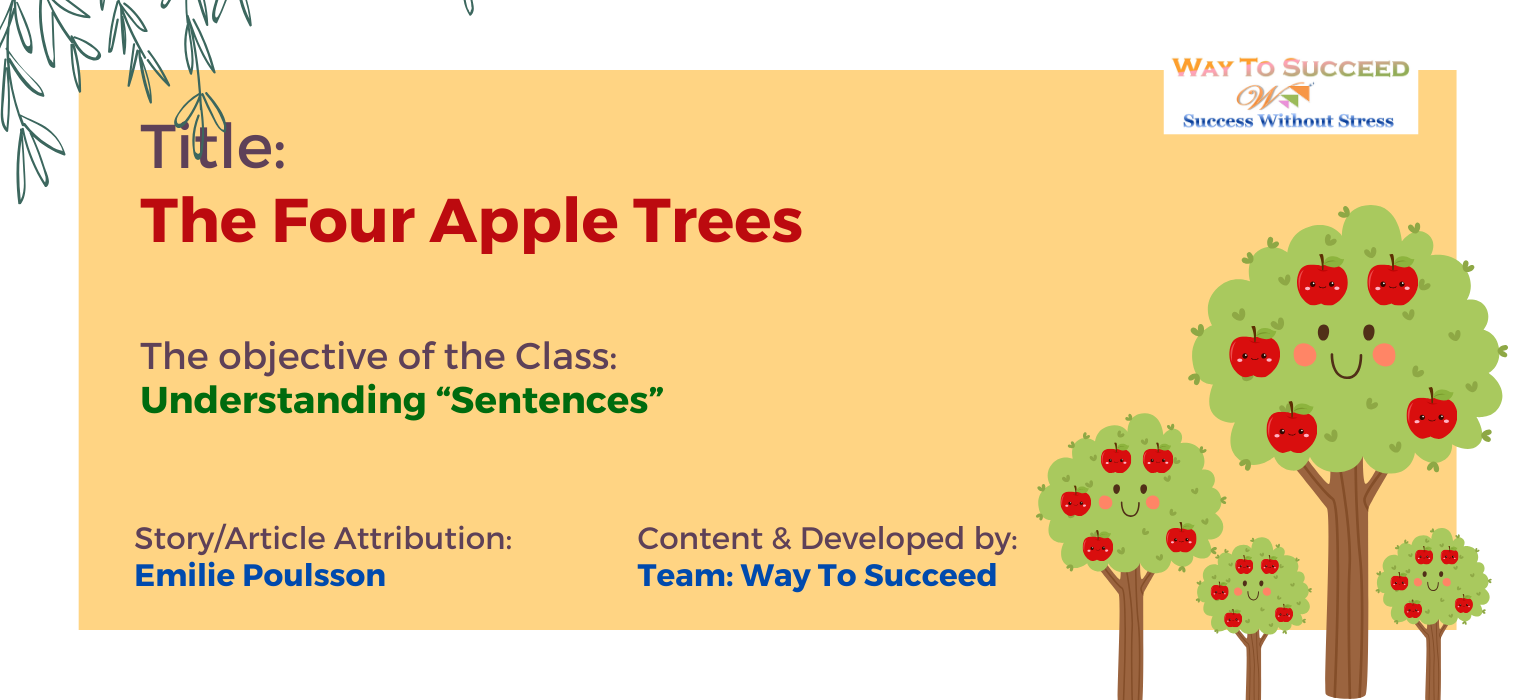 WAY TO SUCCEED
W
Success Without Stress
Title:
The Four Apple Trees
The objective of the Class:
Understanding “Sentences”
Story/Article Attribution:
Emilie Poulsson
Content & Developed by:
Team: Way To Succeed